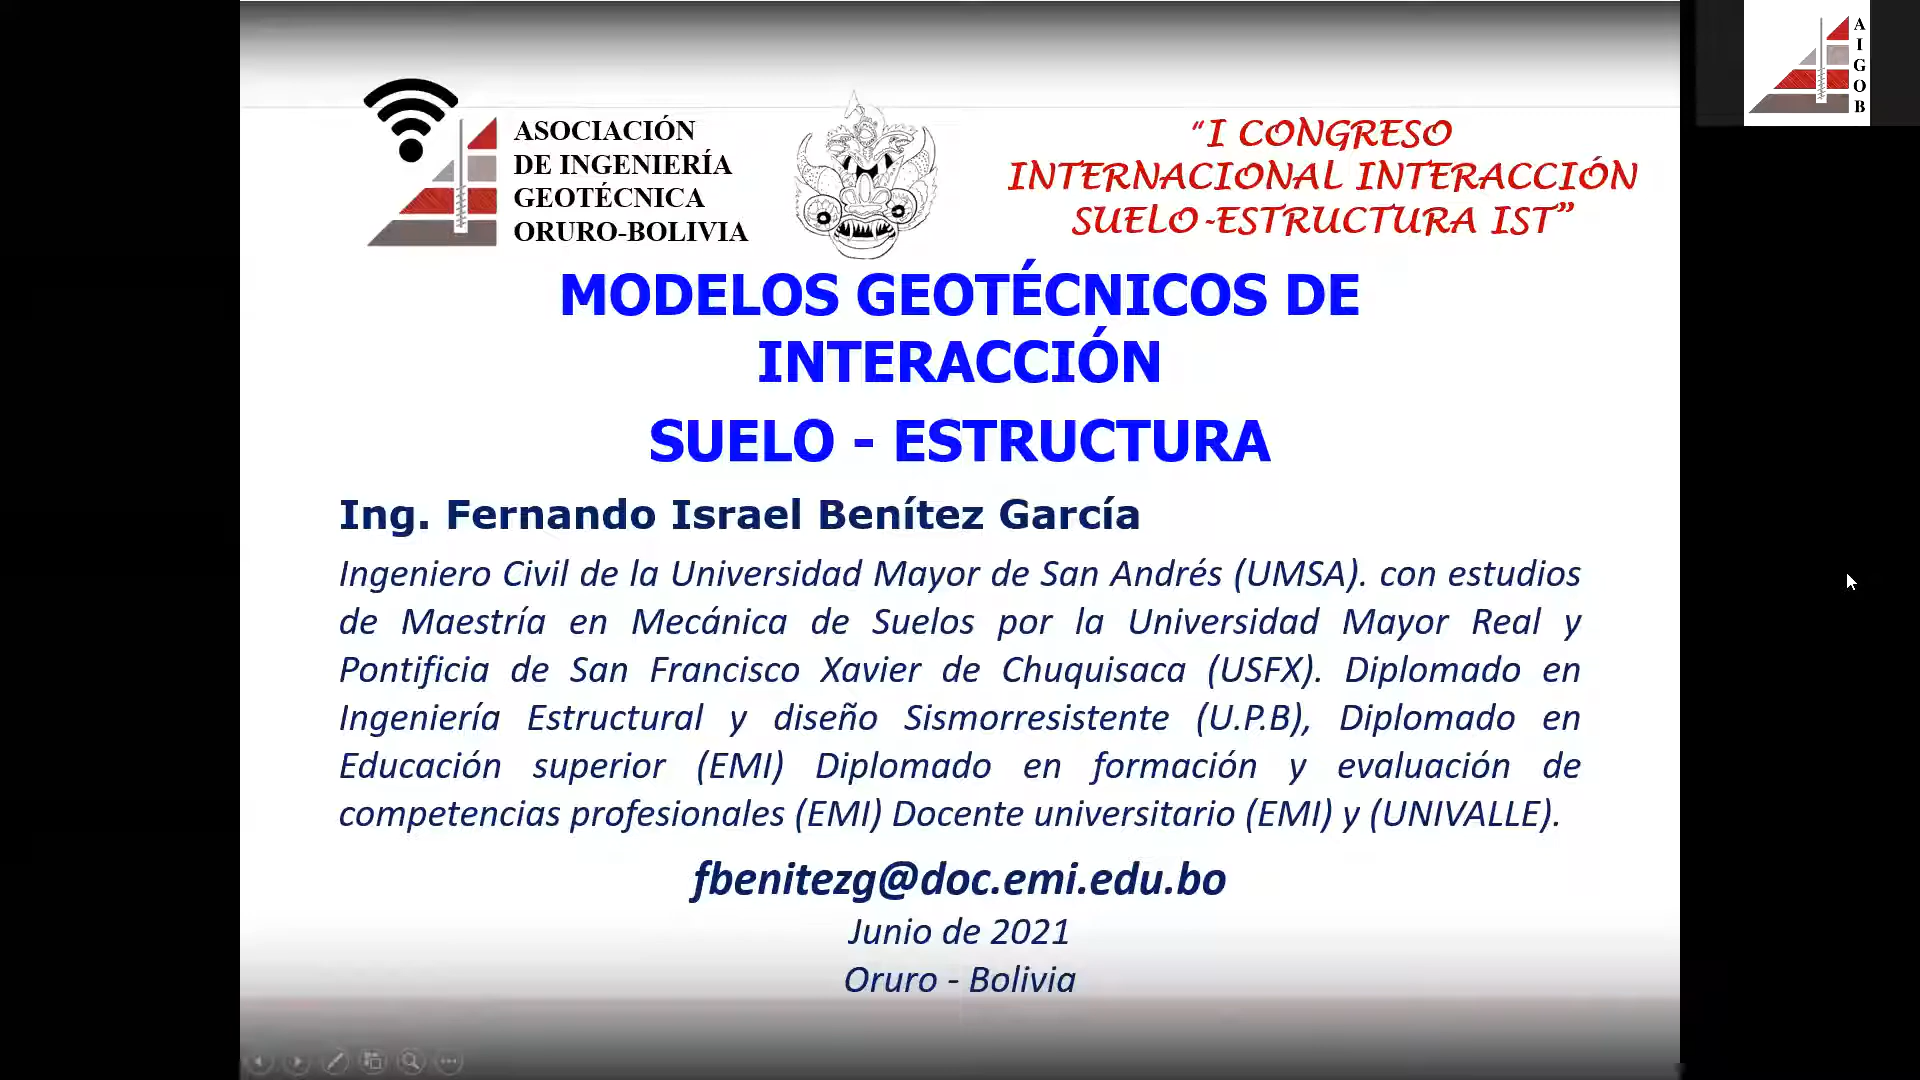 ASOCIACIÓN
DE INGENIERÍA
GEOTÉCNICA
ORURO-BOLIVIA
“I CONGRESO
INTERNACIONAL INTERACCIÓN
SUELO-ESTRUCTURA IST”
A
I
G
O
B
MODELOS GEOTÉCNICOS DE
INTERACCIÓN
SUELO - ESTRUCTURA
Ing. Fernando Israel Benítez García
Ingeniero Civil de la Universidad Mayor de San Andrés (UMSA). con estudios
de Maestría en Mecánica de Suelos por la Universidad Mayor Real y
Pontificia de San Francisco Xavier de Chuquisaca (USFX). Diplomado en
Ingeniería Estructural y diseño Sismorresistente (U.P.B), Diplomado en
Educación superior (EMI) Diplomado en formación y evaluación de
competencias profesionales (EMI) Docente universitario (EMI) y (UNIVALLE).
fbenitezg@doc.emi.edu.bo
Junio de 2021
Oruro - Bolivia